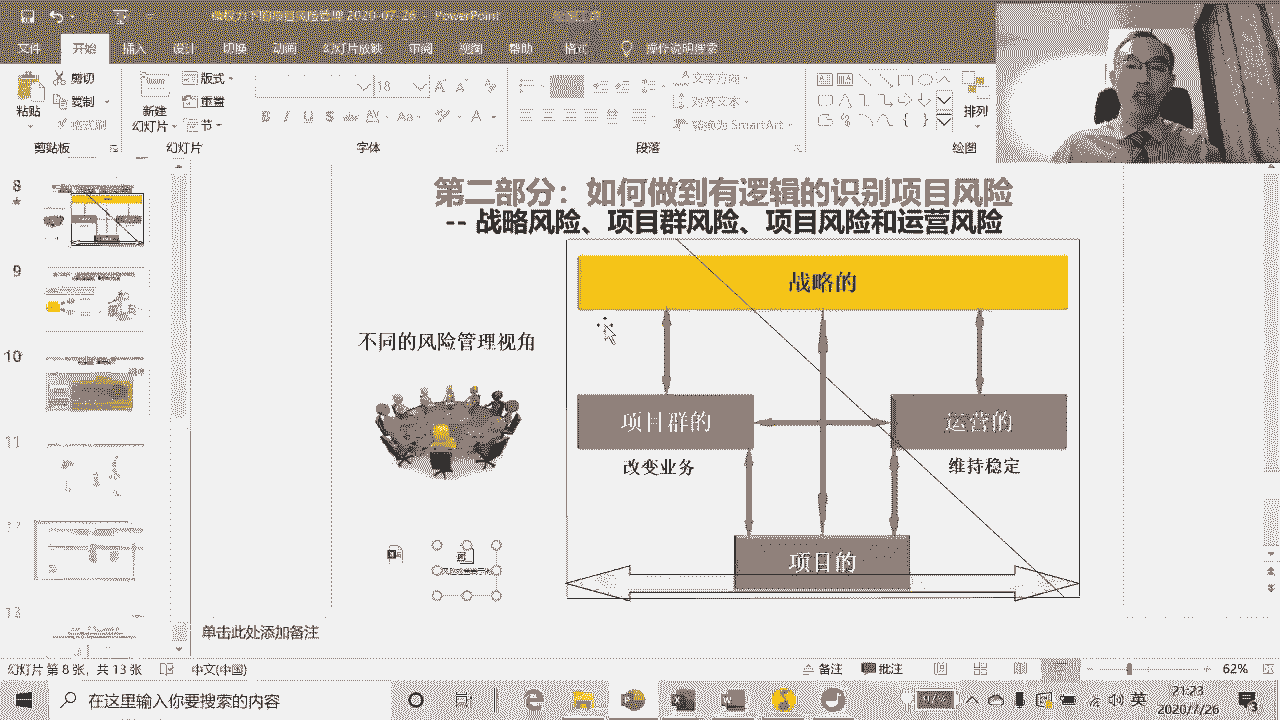 模板力下的项目风险管理 2020-07-26 - PowerPoint
文件 开始 插入 设计 切换 动画 幻灯片放映 审阅 视图 帮助 格式 操作说明搜索
粘贴
剪切
复制
格式刷
剪贴板
新建
幻灯片
版式
重置
节
幻灯片
18
字体
文字方向
对齐文本
转换为 SmartArt
段落
排列
绘图
8
9
10
11
12
13
第二部分：如何做到有逻辑的识别项目风险
-- 战略风险、项目群风险、项目风险和运营风险
战略的
不同的风险管理视角
项目群的
运营的
改变业务
维持稳定
项目的
单击此处添加备注
幻灯片 第 8 张，共 13 张 中文(中国) 备注 批注 62%
在这里输入你要搜索的内容
97%
英
21:23
2020/7/26